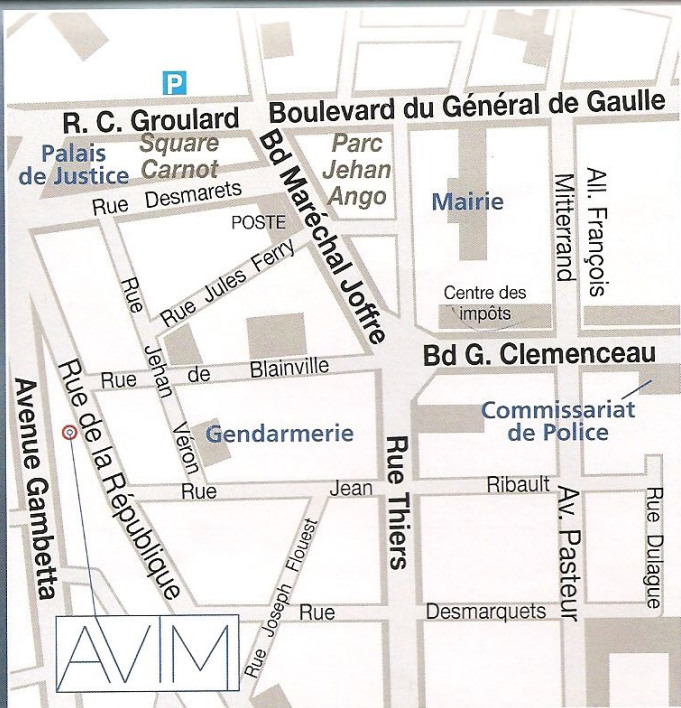 P
R. C. Groulard
Boulevard du Général de Gaulle
Palais
de Justice
Square
Carnot
Bd Maréchal Joffre
Parc
Jehan
Ango
Mairie
All. François
Mitterrand
Rue Desmarets
POSTE
Rue Jules Ferry
Centre des
impôts
Rue Jehan Véron
Bd G. Clemenceau
Rue de Blainville
Avenue Gambetta
Rue de la République
Gendarmerie
Commissariat
de Police
Rue Thiers
Rue Jean Ribault
Av. Pasteur
Rue Dulague
Rue Joseph Flouest
Rue Desmarquets
AVIM